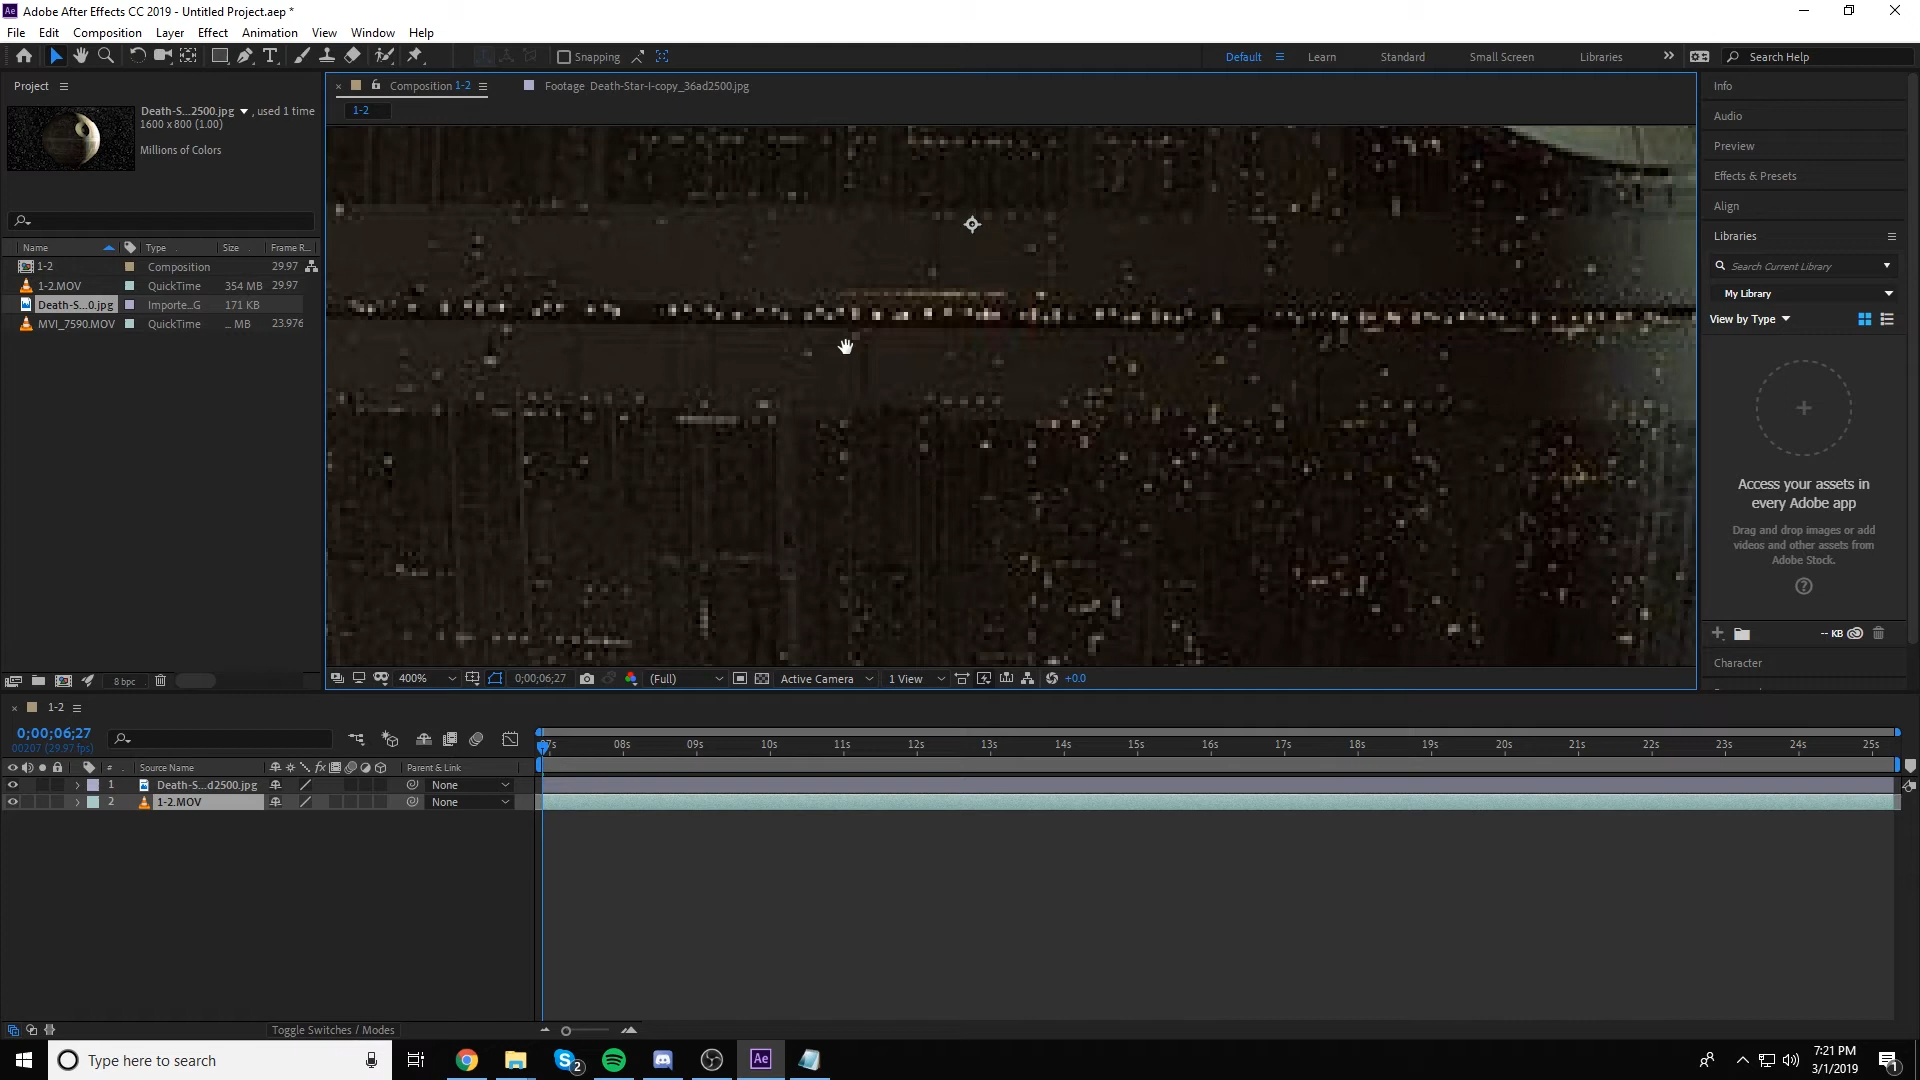 Ae Adobe After Effects CC 2019 - Untitled Project.aep *
File Edit Composition Layer Effect Animation View Window Help
Snapping Default Learn Standard Small Screen Libraries Search Help
Project
Death-S...2500.jpg , used 1 time
1600 x 800 (1.00)
Millions of Colors
Name Type Size Frame R...
1-2 Composition 29.97
1-2.MOV QuickTime 354 MB 29.97
Death-S...0.jpg Importe...G 171 KB
MVI_7590.MOV QuickTime ... MB 23.976
8 bpc
Composition 1-2 Footage Death-Star-I-copy_36ad2500.jpg
1-2
400% 0;00;06;27 (Full) Active Camera 1 View +0.0
Info
Audio
Preview
Effects & Presets
Align
Libraries
Search Current Library
My Library
View by Type
Access your assets in
every Adobe app
Drag and drop images or add
videos and other assets from
Adobe Stock.
-- KB
Character
1-2
0;00;06;27
00207 (29.97 fps)
07s 08s 09s 10s 11s 12s 13s 14s 15s 16s 17s 18s 19s 20s 21s 22s 23s 24s 25s
# Source Name fx Parent & Link
1 Death-S...d2500.jpg None
2 1-2.MOV None
Toggle Switches / Modes
Type here to search
2
Ae
7:21 PM
3/1/2019
1